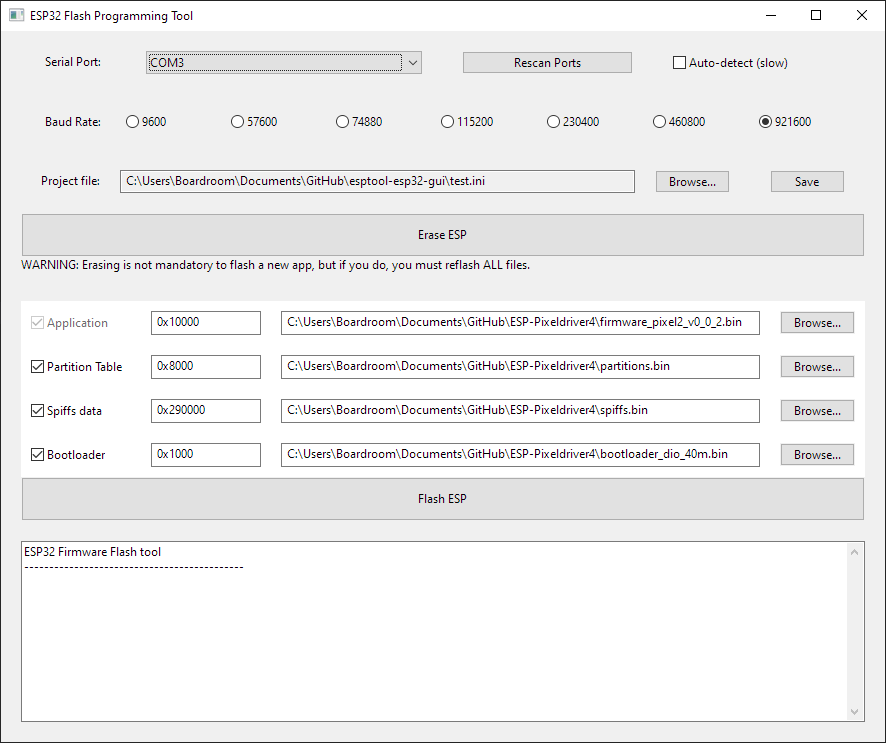 ESP32 Flash Programming Tool
Serial Port: COM3 Rescan Ports Auto-detect (slow)
Baud Rate: 9600 57600 74880 115200 230400 460800 921600
Project file: C:\Users\Boardroom\Documents\GitHub\esptool-esp32-gui\test.ini Browse... Save
Erase ESP
WARNING: Erasing is not mandatory to flash a new app, but if you do, you must reflash ALL files.
Application 0x10000 C:\Users\Boardroom\Documents\GitHub\ESP-Pixeldriver4\firmware_pixel2_v0_0_2.bin Browse...
Partition Table 0x8000 C:\Users\Boardroom\Documents\GitHub\ESP-Pixeldriver4\partitions.bin Browse...
Spiffs data 0x290000 C:\Users\Boardroom\Documents\GitHub\ESP-Pixeldriver4\spiffs.bin Browse...
Bootloader 0x1000 C:\Users\Boardroom\Documents\GitHub\ESP-Pixeldriver4\bootloader_dio_40m.bin Browse...
Flash ESP
ESP32 Firmware Flash tool
--------------------------------------------